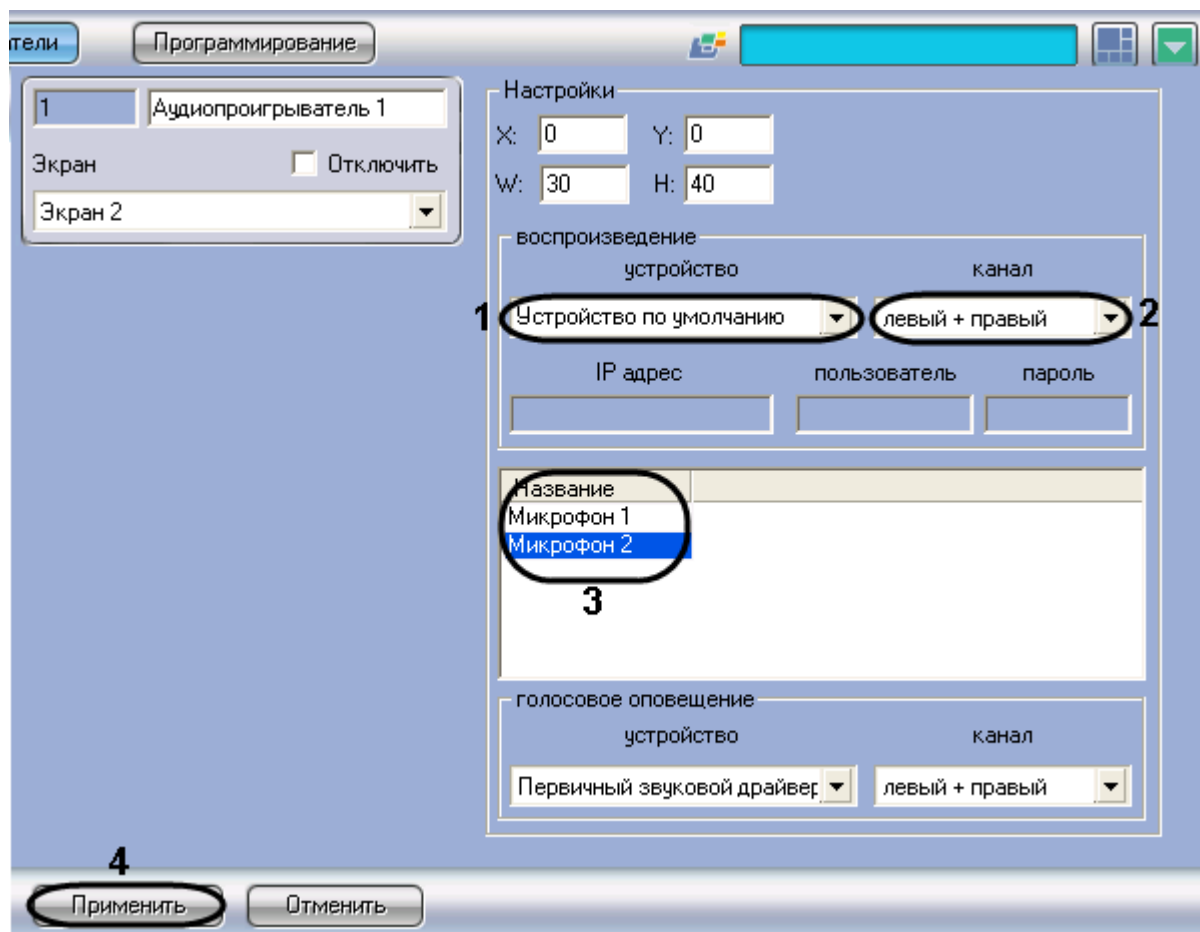 Программирование
1 Аудиопроигрыватель 1
Экран Отключить
Экран 2
Настройки
X: 0 Y: 0
W: 30 H: 40
воспроизведение
устройство канал
1 Устройство по умолчанию левый + правый 2
IP адрес пользователь пароль
Название
Микрофон 1
Микрофон 2
3
голосовое оповещение
устройство канал
Первичный звуковой драйвер левый + правый
4
Применить Отменить